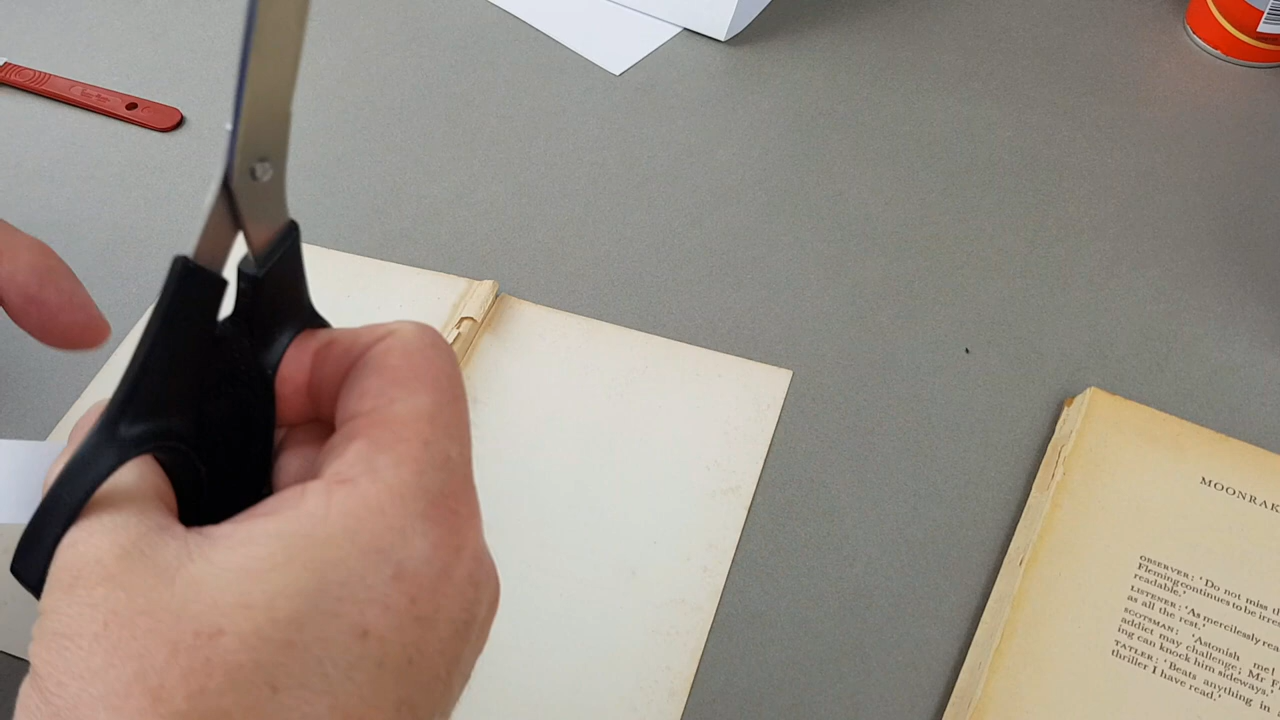 MOONRAK
OBSERVER: 'Do not miss th
Fleming continues to be irres
readable.'
LISTENER: 'As mercilessly rea
as all the rest.'
SCOTSMAN: 'Astonish me!
addict may challenge; Mr F
ing can knock him sideways.'
TATLER: 'Beats anything in
thriller I have read.'